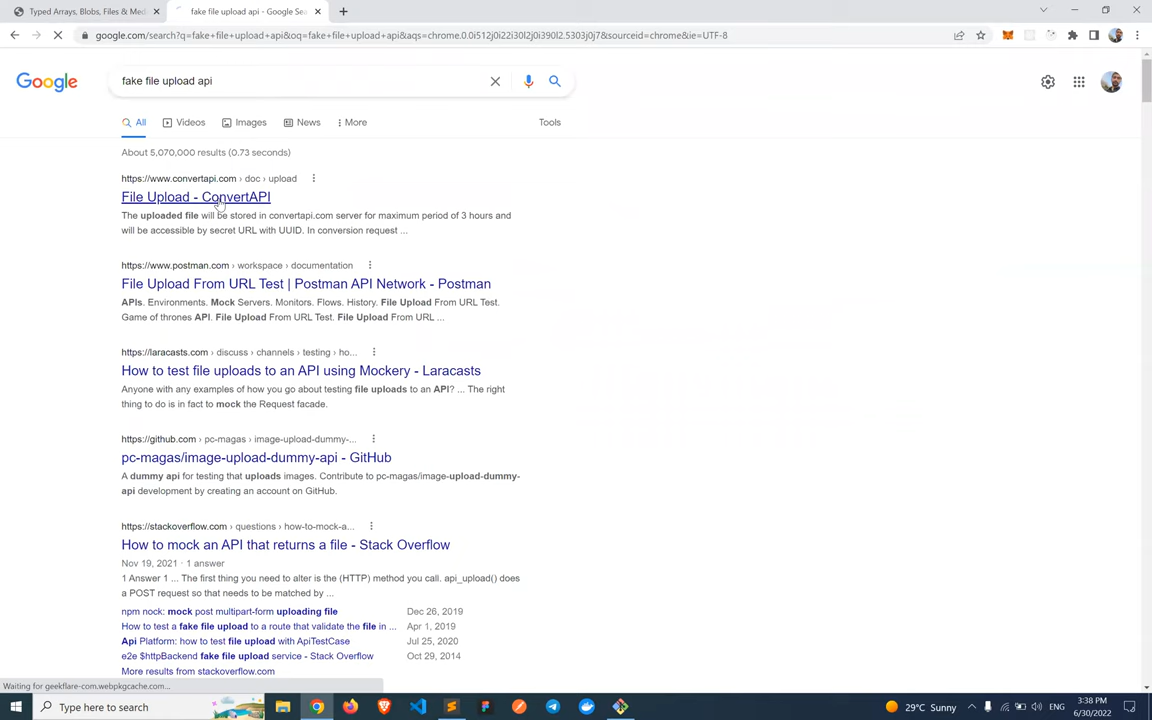 Typed Arrays, Blobs, Files & Med
fake file upload api - Google Sea
google.com/search?q=fake+file+upload+api&oq=fake+file+upload+api&aqs=chrome.0.0i512j0i22i30l2j0i390l2.5303j0j7&sourceid=chrome&ie=UTF-8
Google
fake file upload api
All
Videos
Images
News
More
Tools
About 5,070,000 results (0.73 seconds)
https://www.convertapi.com › doc › upload
File Upload - ConvertAPI
The uploaded file will be stored in convertapi.com server for maximum period of 3 hours and
will be accessible by secret URL with UUID. In conversion request ...
https://www.postman.com › workspace › documentation
File Upload From URL Test | Postman API Network - Postman
APIs. Environments. Mock Servers. Monitors. Flows. History. File Upload From URL Test.
Game of thrones API. File Upload From URL Test. File Upload From URL ...
https://laracasts.com › discuss › channels › testing › ho...
How to test file uploads to an API using Mockery - Laracasts
Anyone with any examples of how you go about testing file uploads to an API? ... The right
thing to do is in fact to mock the Request facade.
https://github.com › pc-magas › image-upload-dummy-...
pc-magas/image-upload-dummy-api - GitHub
A dummy api for testing that uploads images. Contribute to pc-magas/image-upload-dummy-
api development by creating an account on GitHub.
https://stackoverflow.com › questions › how-to-mock-a...
How to mock an API that returns a file - Stack Overflow
Nov 19, 2021 · 1 answer
1 Answer 1 ... The first thing you need to alter is the (HTTP) method you call. api_upload() does
a POST request so that needs to be matched by ...
npm nock: mock post multipart-form uploading file Dec 26, 2019
How to test a fake file upload to a route that validate the file in ... Apr 1, 2019
Api Platform: how to test file upload with ApiTestCase Jul 25, 2020
e2e $httpBackend fake file upload service - Stack Overflow Oct 29, 2014
More results from stackoverflow.com
Waiting for geekflare-com.webpkgcache.com...
Type here to search
29°C Sunny
ENG
3:38 PM
6/30/2022